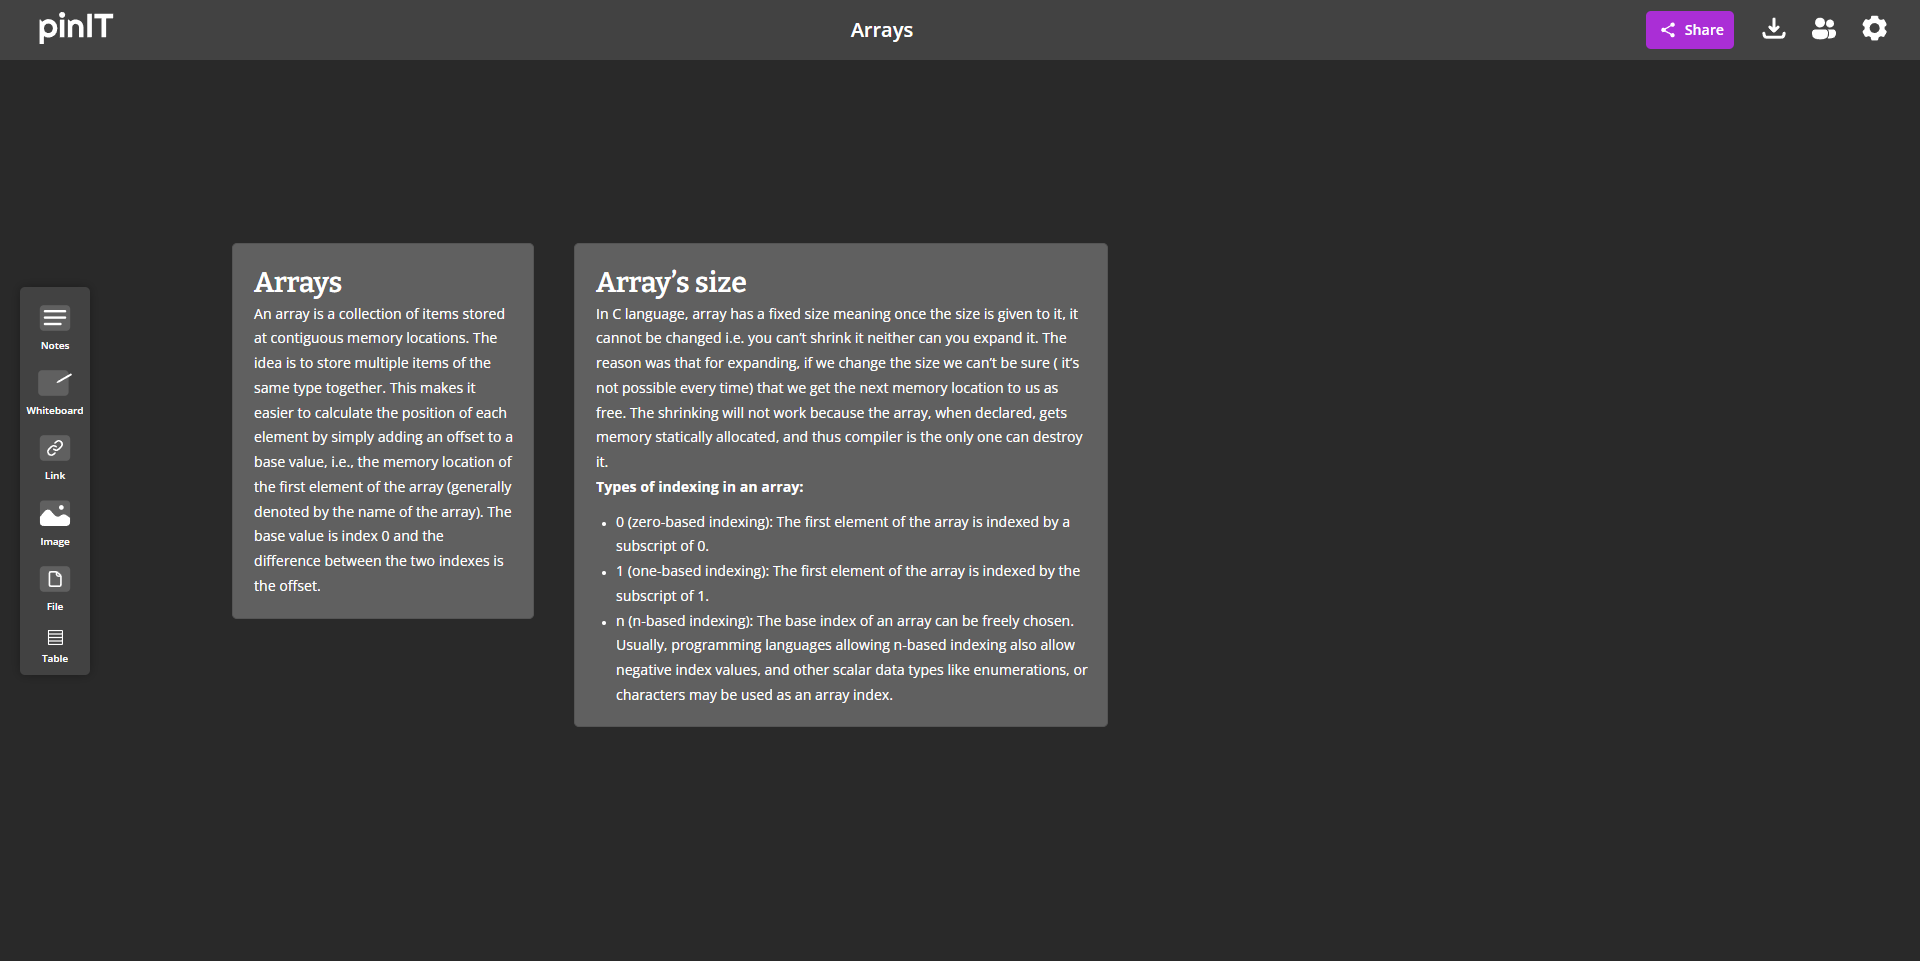 pinIT
Arrays
Share
Notes
Whiteboard
Link
Image
File
Table
Arrays
An array is a collection of items stored
at contiguous memory locations. The
idea is to store multiple items of the
same type together. This makes it
easier to calculate the position of each
element by simply adding an offset to a
base value, i.e., the memory location of
the first element of the array (generally
denoted by the name of the array). The
base value is index 0 and the
difference between the two indexes is
the offset.
Array’s size
In C language, array has a fixed size meaning once the size is given to it, it
cannot be changed i.e. you can’t shrink it neither can you expand it. The
reason was that for expanding, if we change the size we can’t be sure ( it’s
not possible every time) that we get the next memory location to us as
free. The shrinking will not work because the array, when declared, gets
memory statically allocated, and thus compiler is the only one can destroy
it.
Types of indexing in an array:
• 0 (zero-based indexing): The first element of the array is indexed by a
subscript of 0.
• 1 (one-based indexing): The first element of the array is indexed by the
subscript of 1.
• n (n-based indexing): The base index of an array can be freely chosen.
Usually, programming languages allowing n-based indexing also allow
negative index values, and other scalar data types like enumerations, or
characters may be used as an array index.